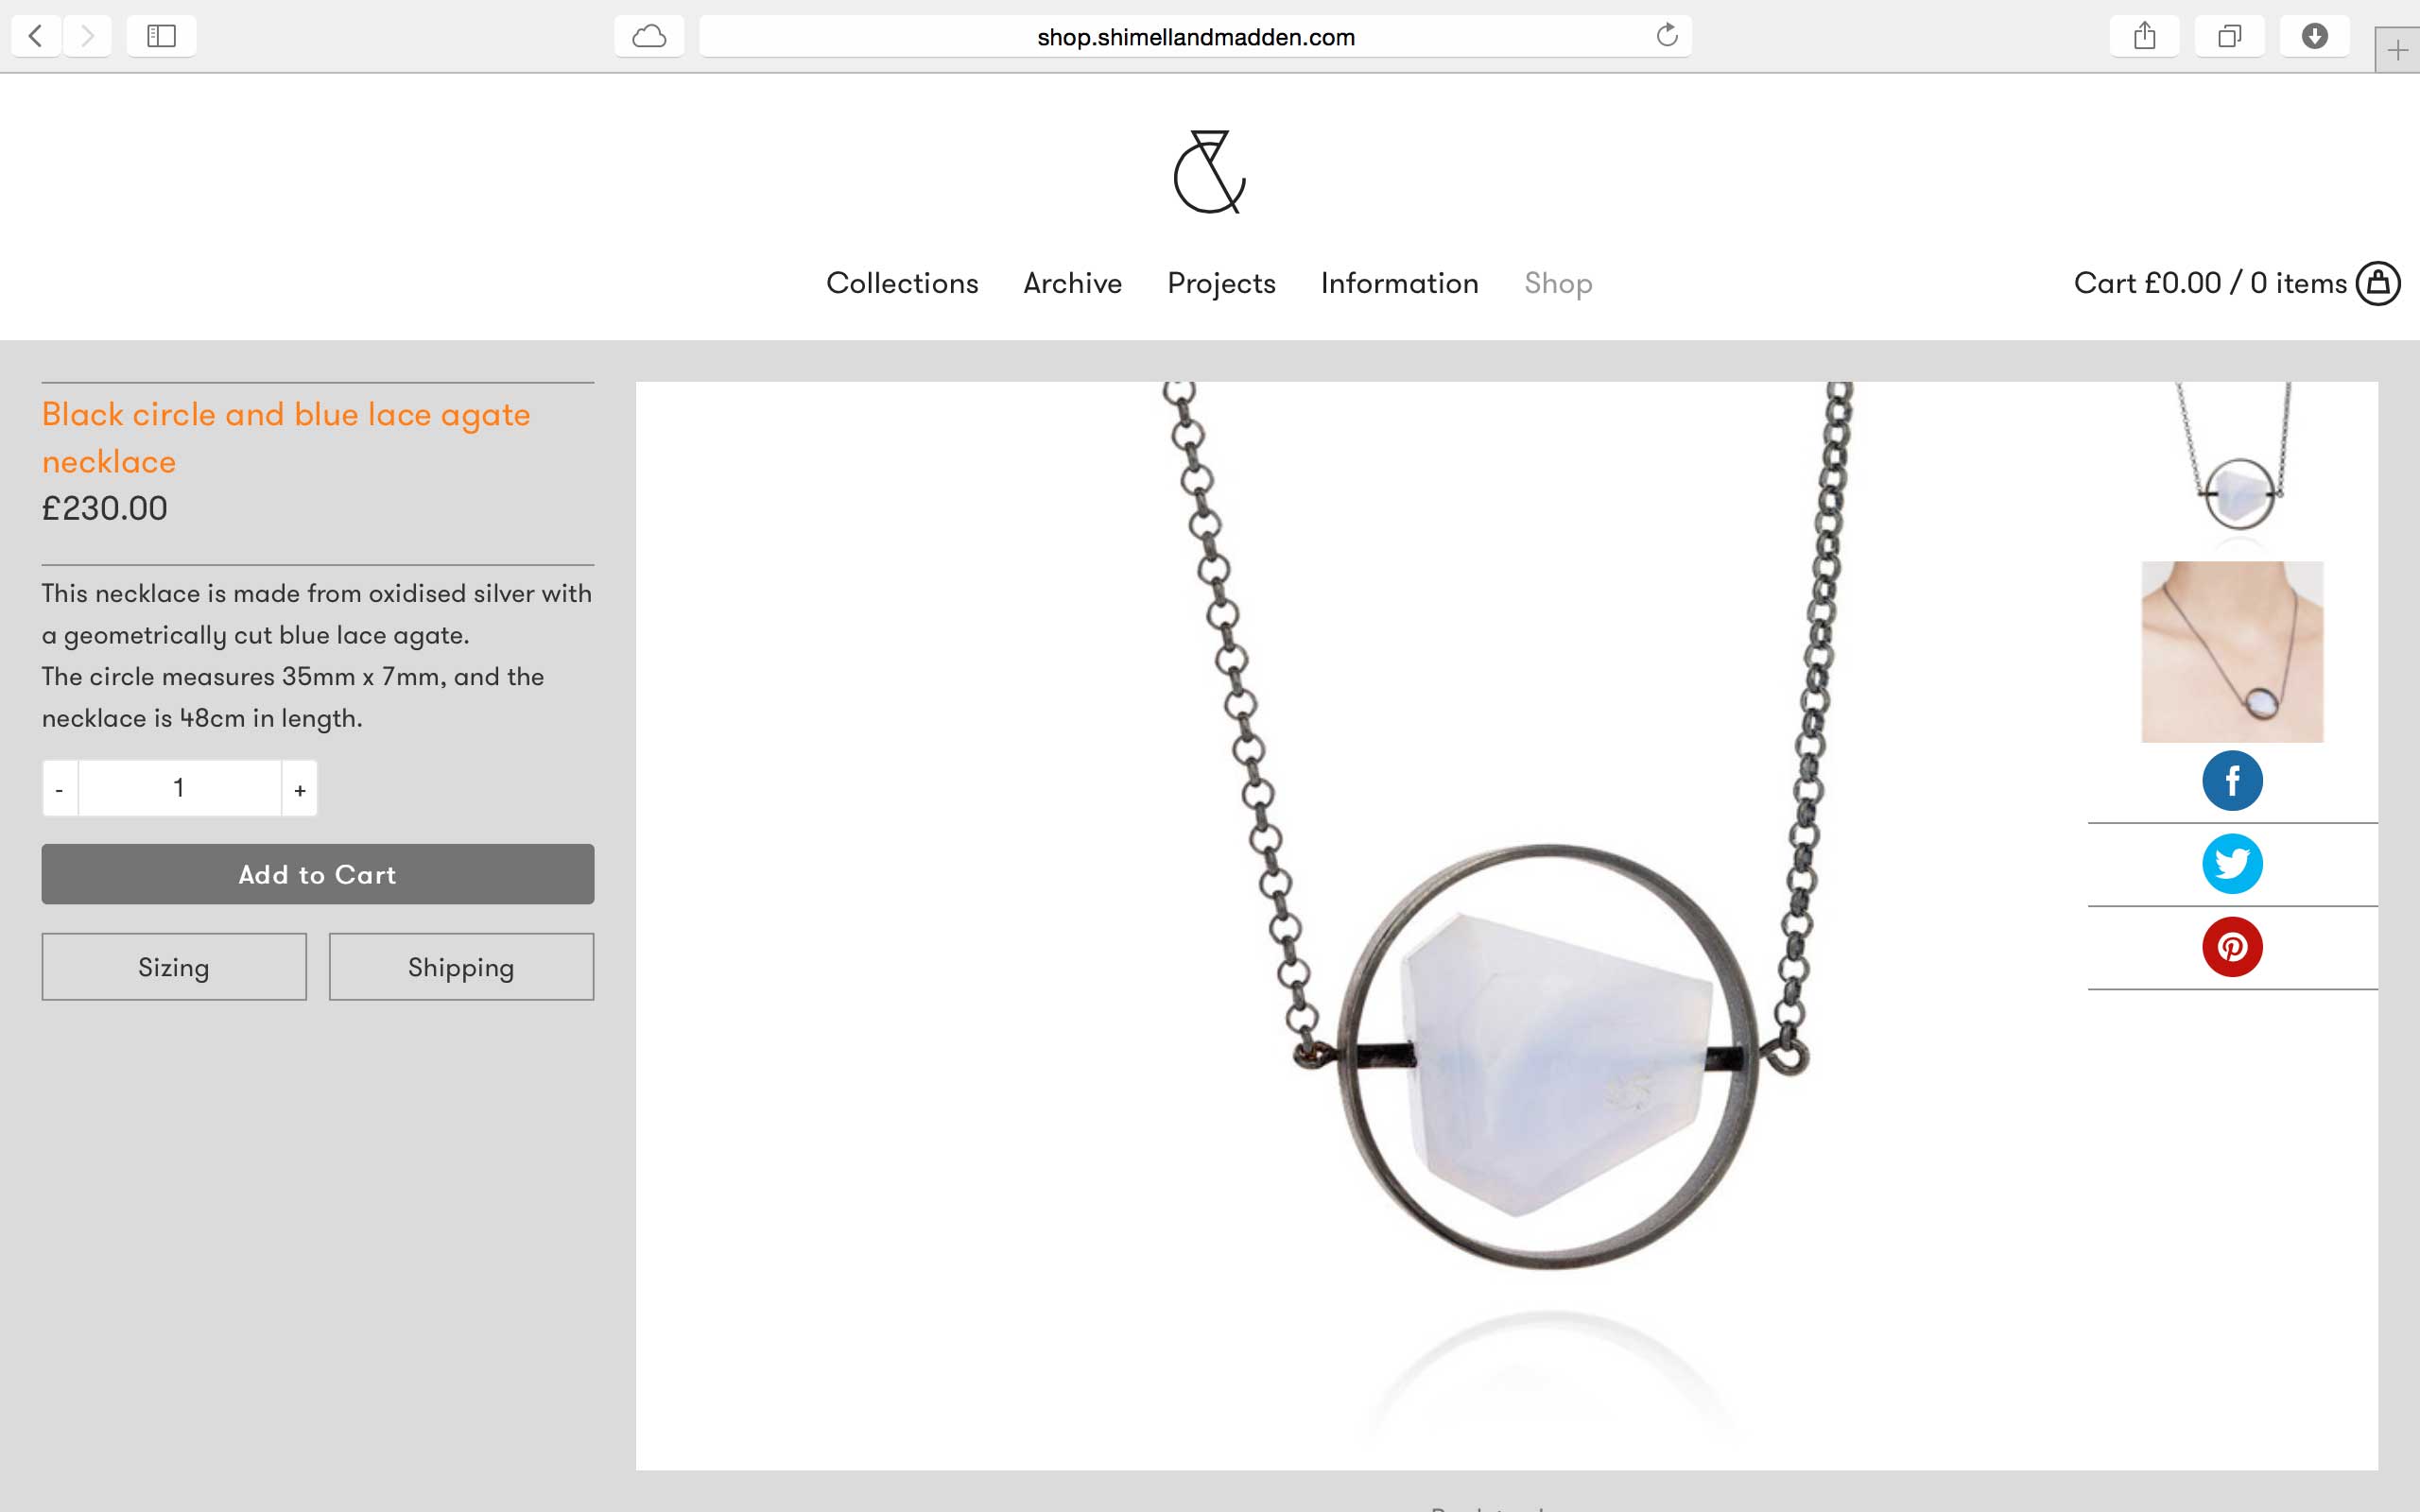 shop.shimellandmadden.com
Collections Archive Projects Information Shop
Cart £0.00 / 0 items
Black circle and blue lace agate
necklace
£230.00
This necklace is made from oxidised silver with
a geometrically cut blue lace agate.
The circle measures 35mm x 7mm, and the
necklace is 48cm in length.
- 1 +
Add to Cart
Sizing Shipping